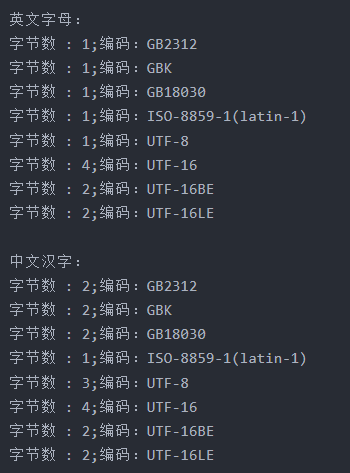 英文字母：
字节数 : 1;编码：GB2312
字节数 : 1;编码：GBK
字节数 : 1;编码：GB18030
字节数 : 1;编码：ISO-8859-1(latin-1)
字节数 : 1;编码：UTF-8
字节数 : 4;编码：UTF-16
字节数 : 2;编码：UTF-16BE
字节数 : 2;编码：UTF-16LE
中文汉字：
字节数 : 2;编码：GB2312
字节数 : 2;编码：GBK
字节数 : 2;编码：GB18030
字节数 : 1;编码：ISO-8859-1(latin-1)
字节数 : 3;编码：UTF-8
字节数 : 4;编码：UTF-16
字节数 : 2;编码：UTF-16BE
字节数 : 2;编码：UTF-16LE